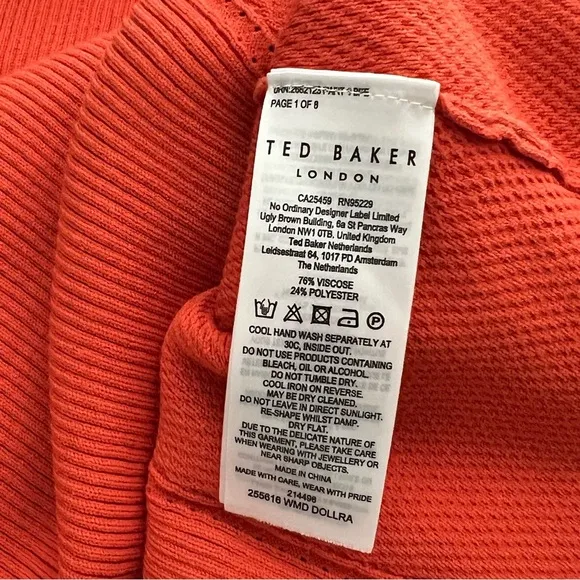 PAGE 1 OF 8
TED BAKER
LONDON
CA25459 RN95229
No Ordinary Designer Label Limited
Ugly Brown Building, 6a St Pancras Way
London NW1 0TB, United Kingdom
Ted Baker Netherlands
Leidsestraat 64, 1017 PD Amsterdam
The Netherlands
76% VISCOSE
24% POLYESTER
P
COOL HAND WASH SEPARATELY AT
30C, INSIDE OUT.
DO NOT USE PRODUCTS CONTAINING
BLEACH, OIL OR ALCOHOL.
DO NOT TUMBLE DRY.
COOL IRON ON REVERSE.
MAY BE DRY CLEANED.
DO NOT LEAVE IN DIRECT SUNLIGHT.
RE-SHAPE WHILST DAMP.
DRY FLAT.
DUE TO THE DELICATE NATURE OF
THIS GARMENT, PLEASE TAKE CARE
WHEN WEARING WITH JEWELLERY OR
NEAR SHARP OBJECTS.
MADE IN CHINA
MADE WITH CARE, WEAR WITH PRIDE
214498
255616 WMD DOLLRA